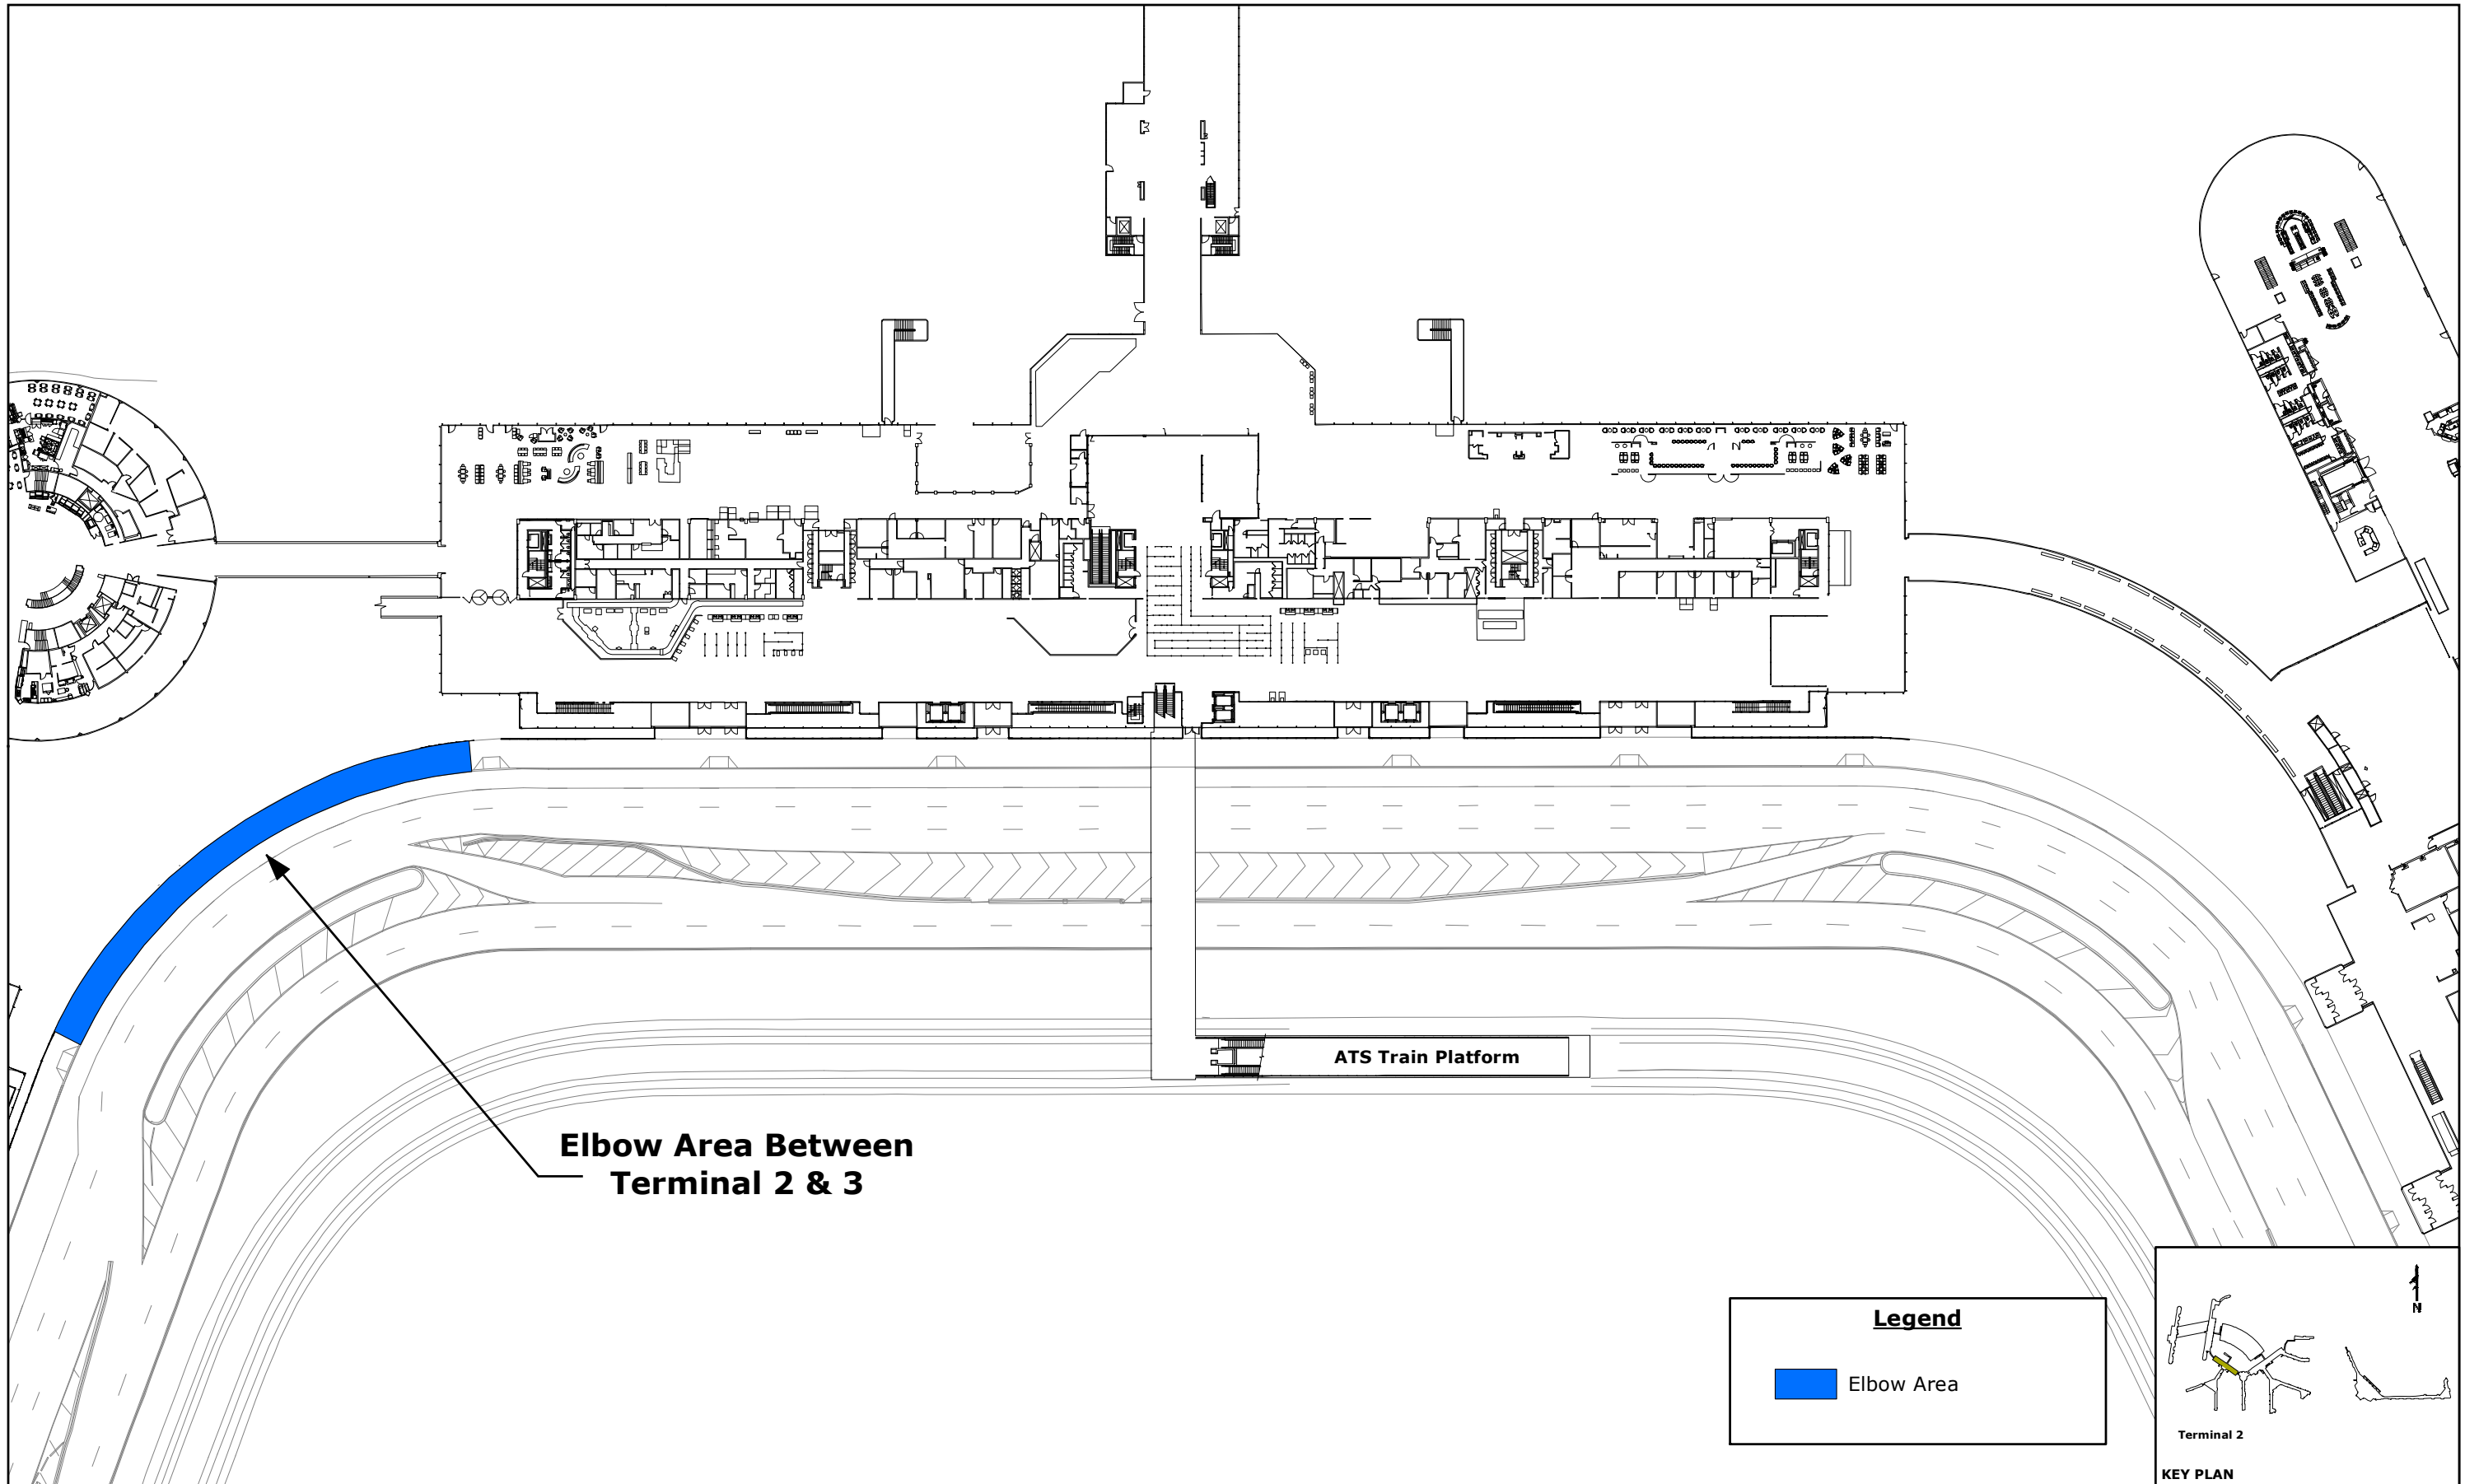 ATS Train Platform
Elbow Area Between
Terminal 2 & 3
Legend
Elbow Area
N
Terminal 2
KEY PLAN